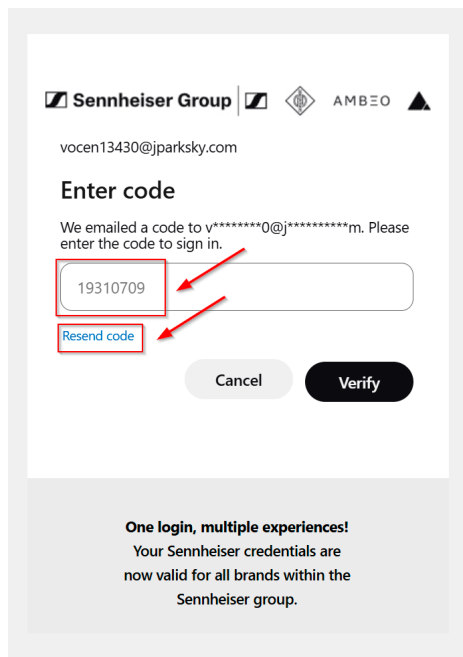 Sennheiser Group AMBEO
vocen13430@jparksky.com
Enter code
We emailed a code to v********0@j**********m. Please
enter the code to sign in.
19310709
Resend code
Cancel Verify
One login, multiple experiences!
Your Sennheiser credentials are
now valid for all brands within the
Sennheiser group.